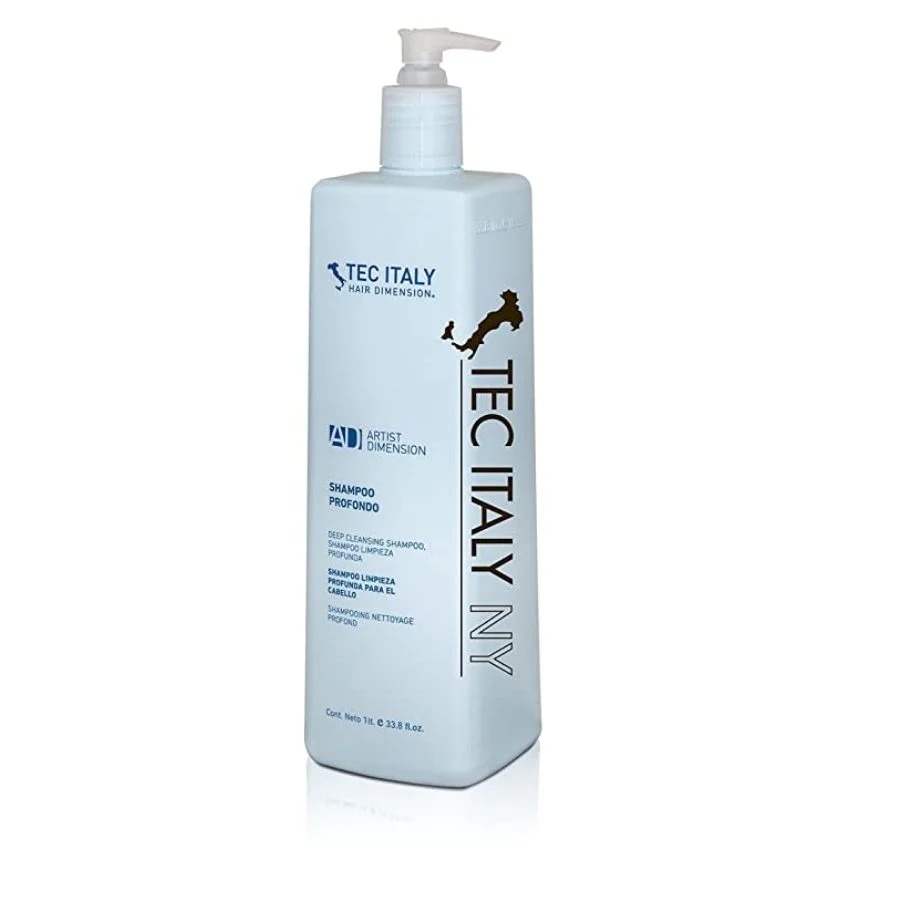 TEC ITALY
HAIR DIMENSION®
AD
ARTIST
DIMENSION
SHAMPOO
PROFONDO
DEEP CLEANSING SHAMPOO,
SHAMPOO LIMPIEZA
PROFUNDA
SHAMPOO LIMPIEZA
PROFUNDA PARA EL
CABELLO
SHAMPOOING NETTOYAGE
PROFOND
Cont. Neto 1lt. ℮ 33.8 fl.oz.
TEC ITALY NY